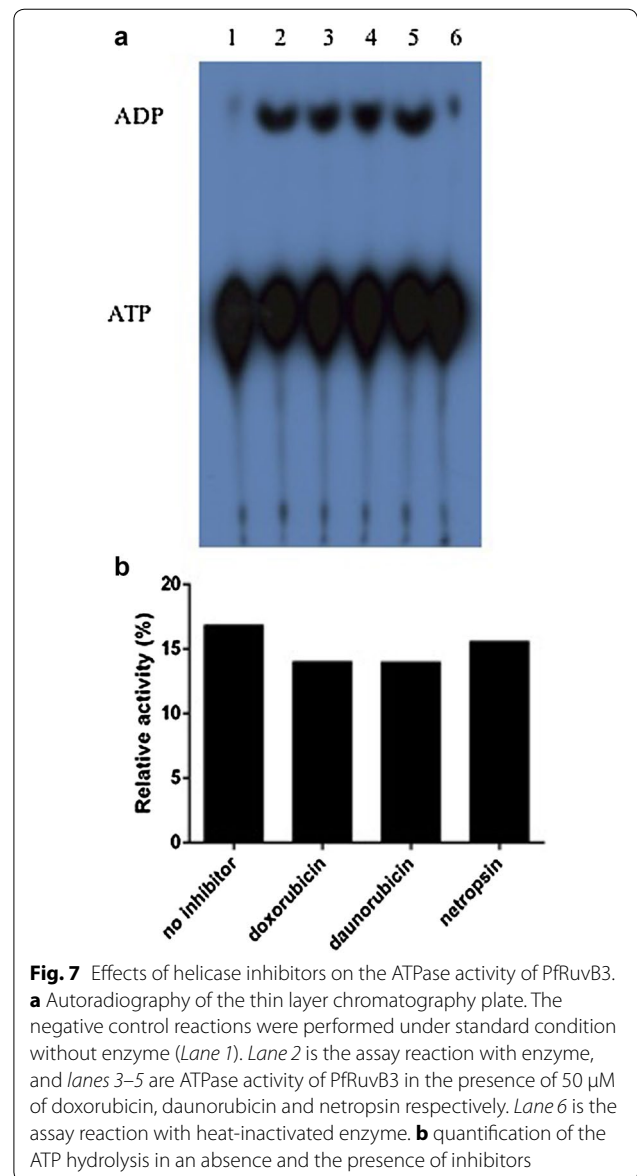 a 1 2 3 4 5 6
ADP
ATP
b
20
15
10
5
0
Relative activity (%)
no inhibitor
doxorubicin
daunorubicin
netropsin
Fig. 7 Effects of helicase inhibitors on the ATPase activity of PfRuvB3.
a Autoradiography of the thin layer chromatography plate. The
negative control reactions were performed under standard condition
without enzyme (Lane 1). Lane 2 is the assay reaction with enzyme,
and lanes 3–5 are ATPase activity of PfRuvB3 in the presence of 50 μM
of doxorubicin, daunorubicin and netropsin respectively. Lane 6 is the
assay reaction with heat-inactivated enzyme. b quantification of the
ATP hydrolysis in an absence and the presence of inhibitors